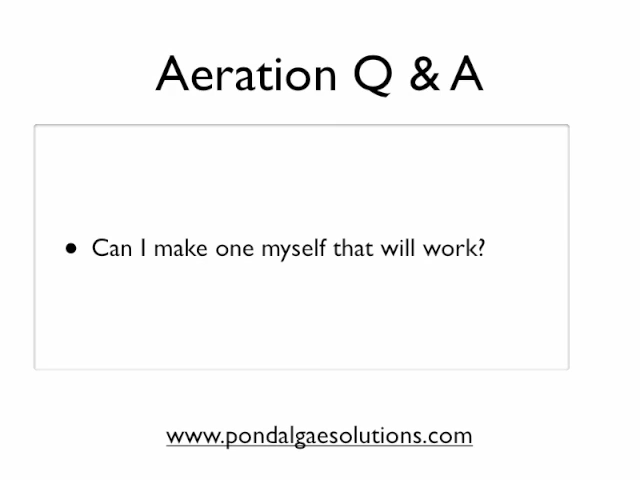 Aeration Q & A
• Can I make one myself that will work?
www.pondalgaesolutions.com